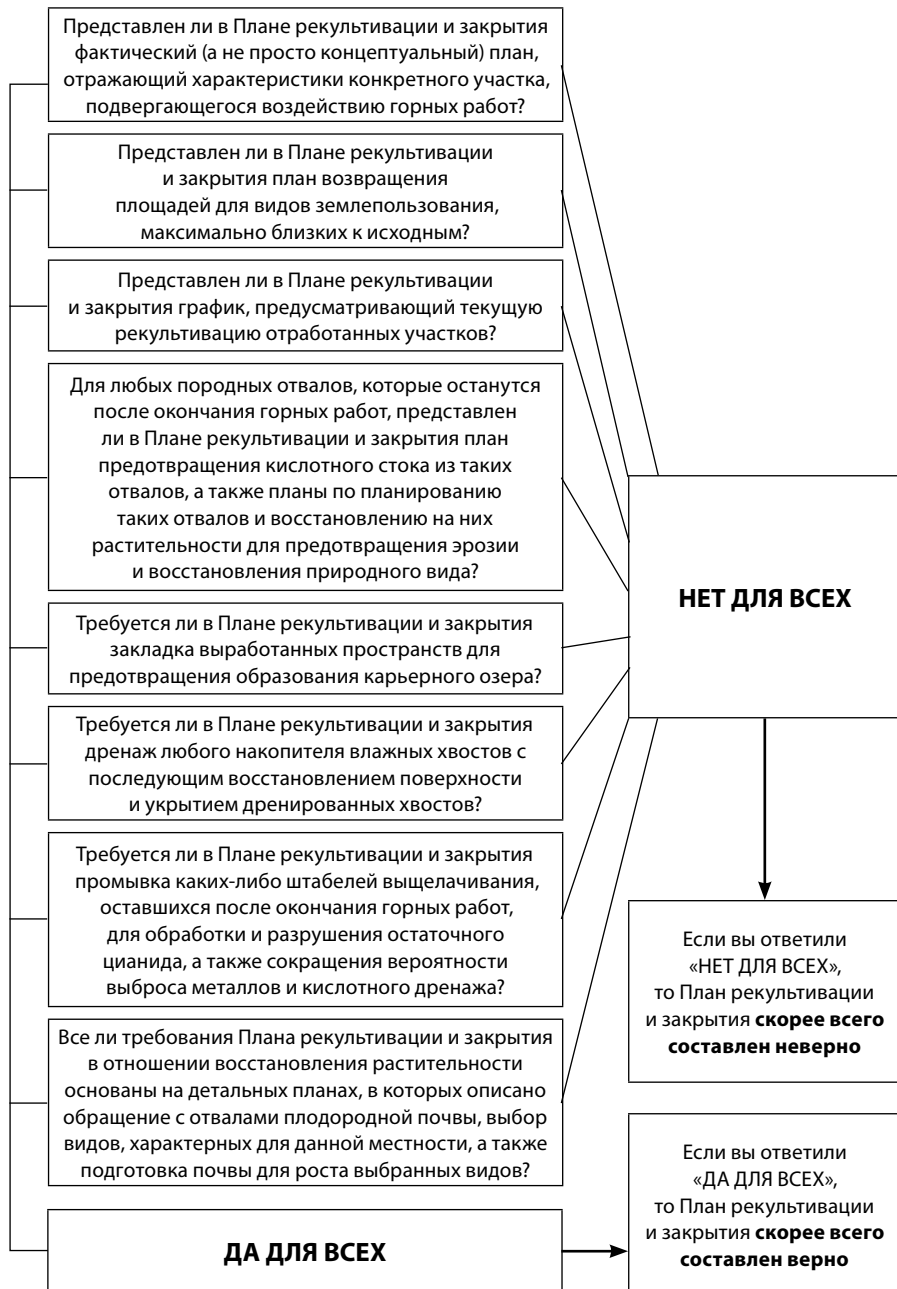 Представлен ли в Плане рекультивации и закрытия
фактический (а не просто концептуальный) план,
отражающий характеристики конкретного участка,
подвергающегося воздействию горных работ?
Представлен ли в Плане рекультивации
и закрытия план возвращения
площадей для видов землепользования,
максимально близких к исходным?
Представлен ли в Плане рекультивации
и закрытия график, предусматривающий текущую
рекультивацию отработанных участков?
Для любых породных отвалов, которые останутся
после окончания горных работ, представлен
ли в Плане рекультивации и закрытия план
предотвращения кислотного стока из таких
отвалов, а также планы по планированию
таких отвалов и восстановлению на них
растительности для предотвращения эрозии
и восстановления природного вида?
Требуется ли в Плане рекультивации и закрытия
закладка выработанных пространств для
предотвращения образования карьерного озера?
Требуется ли в Плане рекультивации и закрытия
дренаж любого накопителя влажных хвостов с
последующим восстановлением поверхности
и укрытием дренированных хвостов?
Требуется ли в Плане рекультивации и закрытия
промывка каких-либо штабелей выщелачивания,
оставшихся после окончания горных работ,
для обработки и разрушения остаточного
цианида, а также сокращения вероятности
выброса металлов и кислотного дренажа?
Все ли требования Плана рекультивации и закрытия
в отношении восстановления растительности
основаны на детальных планах, в которых описано
обращение с отвалами плодородной почвы, выбор
видов, характерных для данной местности, а также
подготовка почвы для роста выбранных видов?
ДА ДЛЯ ВСЕХ
НЕТ ДЛЯ ВСЕХ
Если вы ответили
«НЕТ ДЛЯ ВСЕХ»,
то План рекультивации
и закрытия скорее всего
составлен неверно
Если вы ответили
«ДА ДЛЯ ВСЕХ»,
то План рекультивации
и закрытия скорее всего
составлен верно